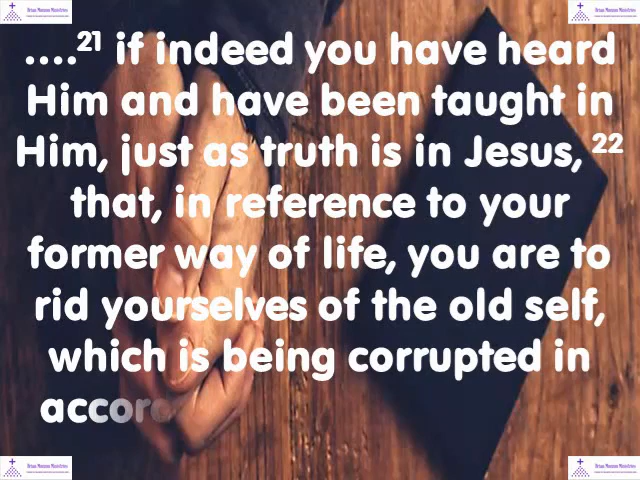 ....²¹ if indeed you have heard
Him and have been taught in
Him, just as truth is in Jesus, ²²
that, in reference to your
former way of life, you are to
rid yourselves of the old self,
which is being corrupted in
accor